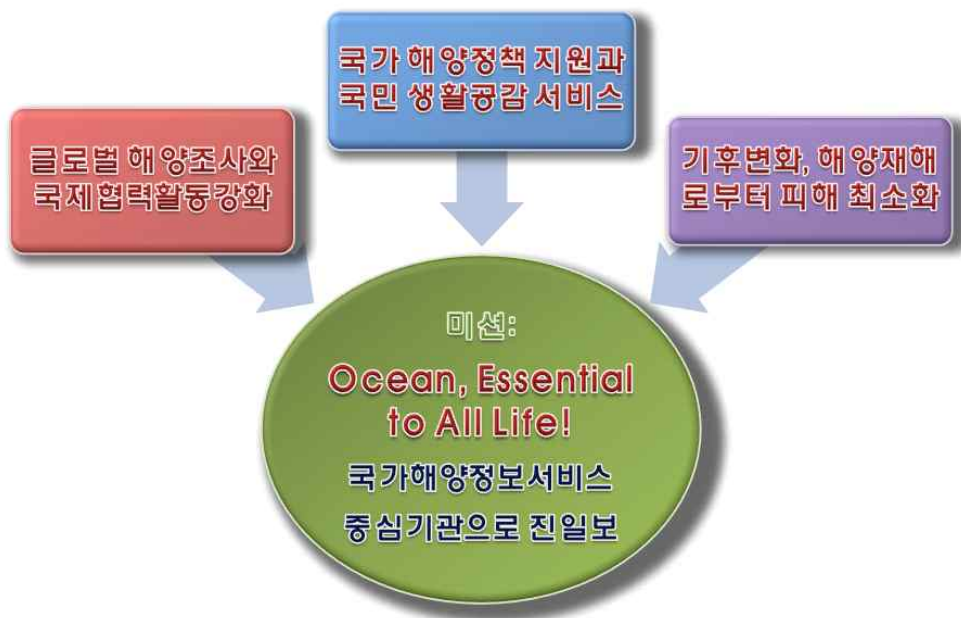 국가 해양정책 지원과
국민 생활공감 서비스
글로벌 해양조사와
국제협력활동강화
기후변화, 해양재해
로부터 피해 최소화
미션:
Ocean, Essential
to All Life!
국가해양정보서비스
중심기관으로 진일보